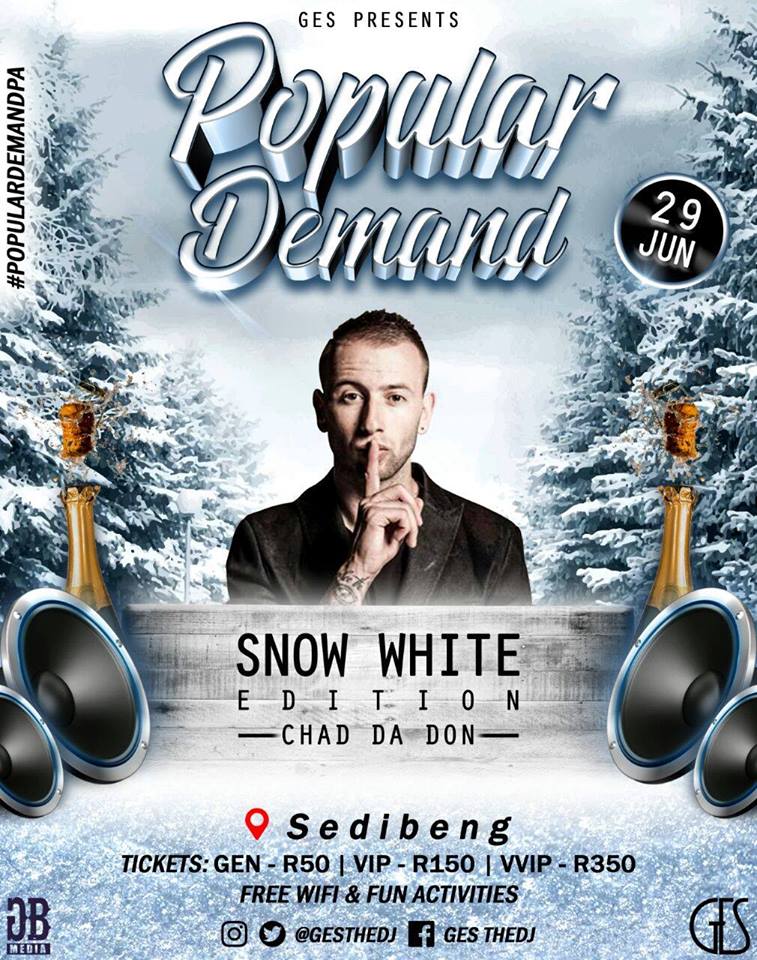 GES PRESENTS
#POPULARDEMANDPA
Popular
Demand
29
JUN
SNOW WHITE
EDITION
CHAD DA DON
Sedibeng
TICKETS: GEN - R50 | VIP - R150 | VVIP - R350
FREE WIFI & FUN ACTIVITIES
@GESTHEDJ GES THEDJ
JB
MEDIA
GES